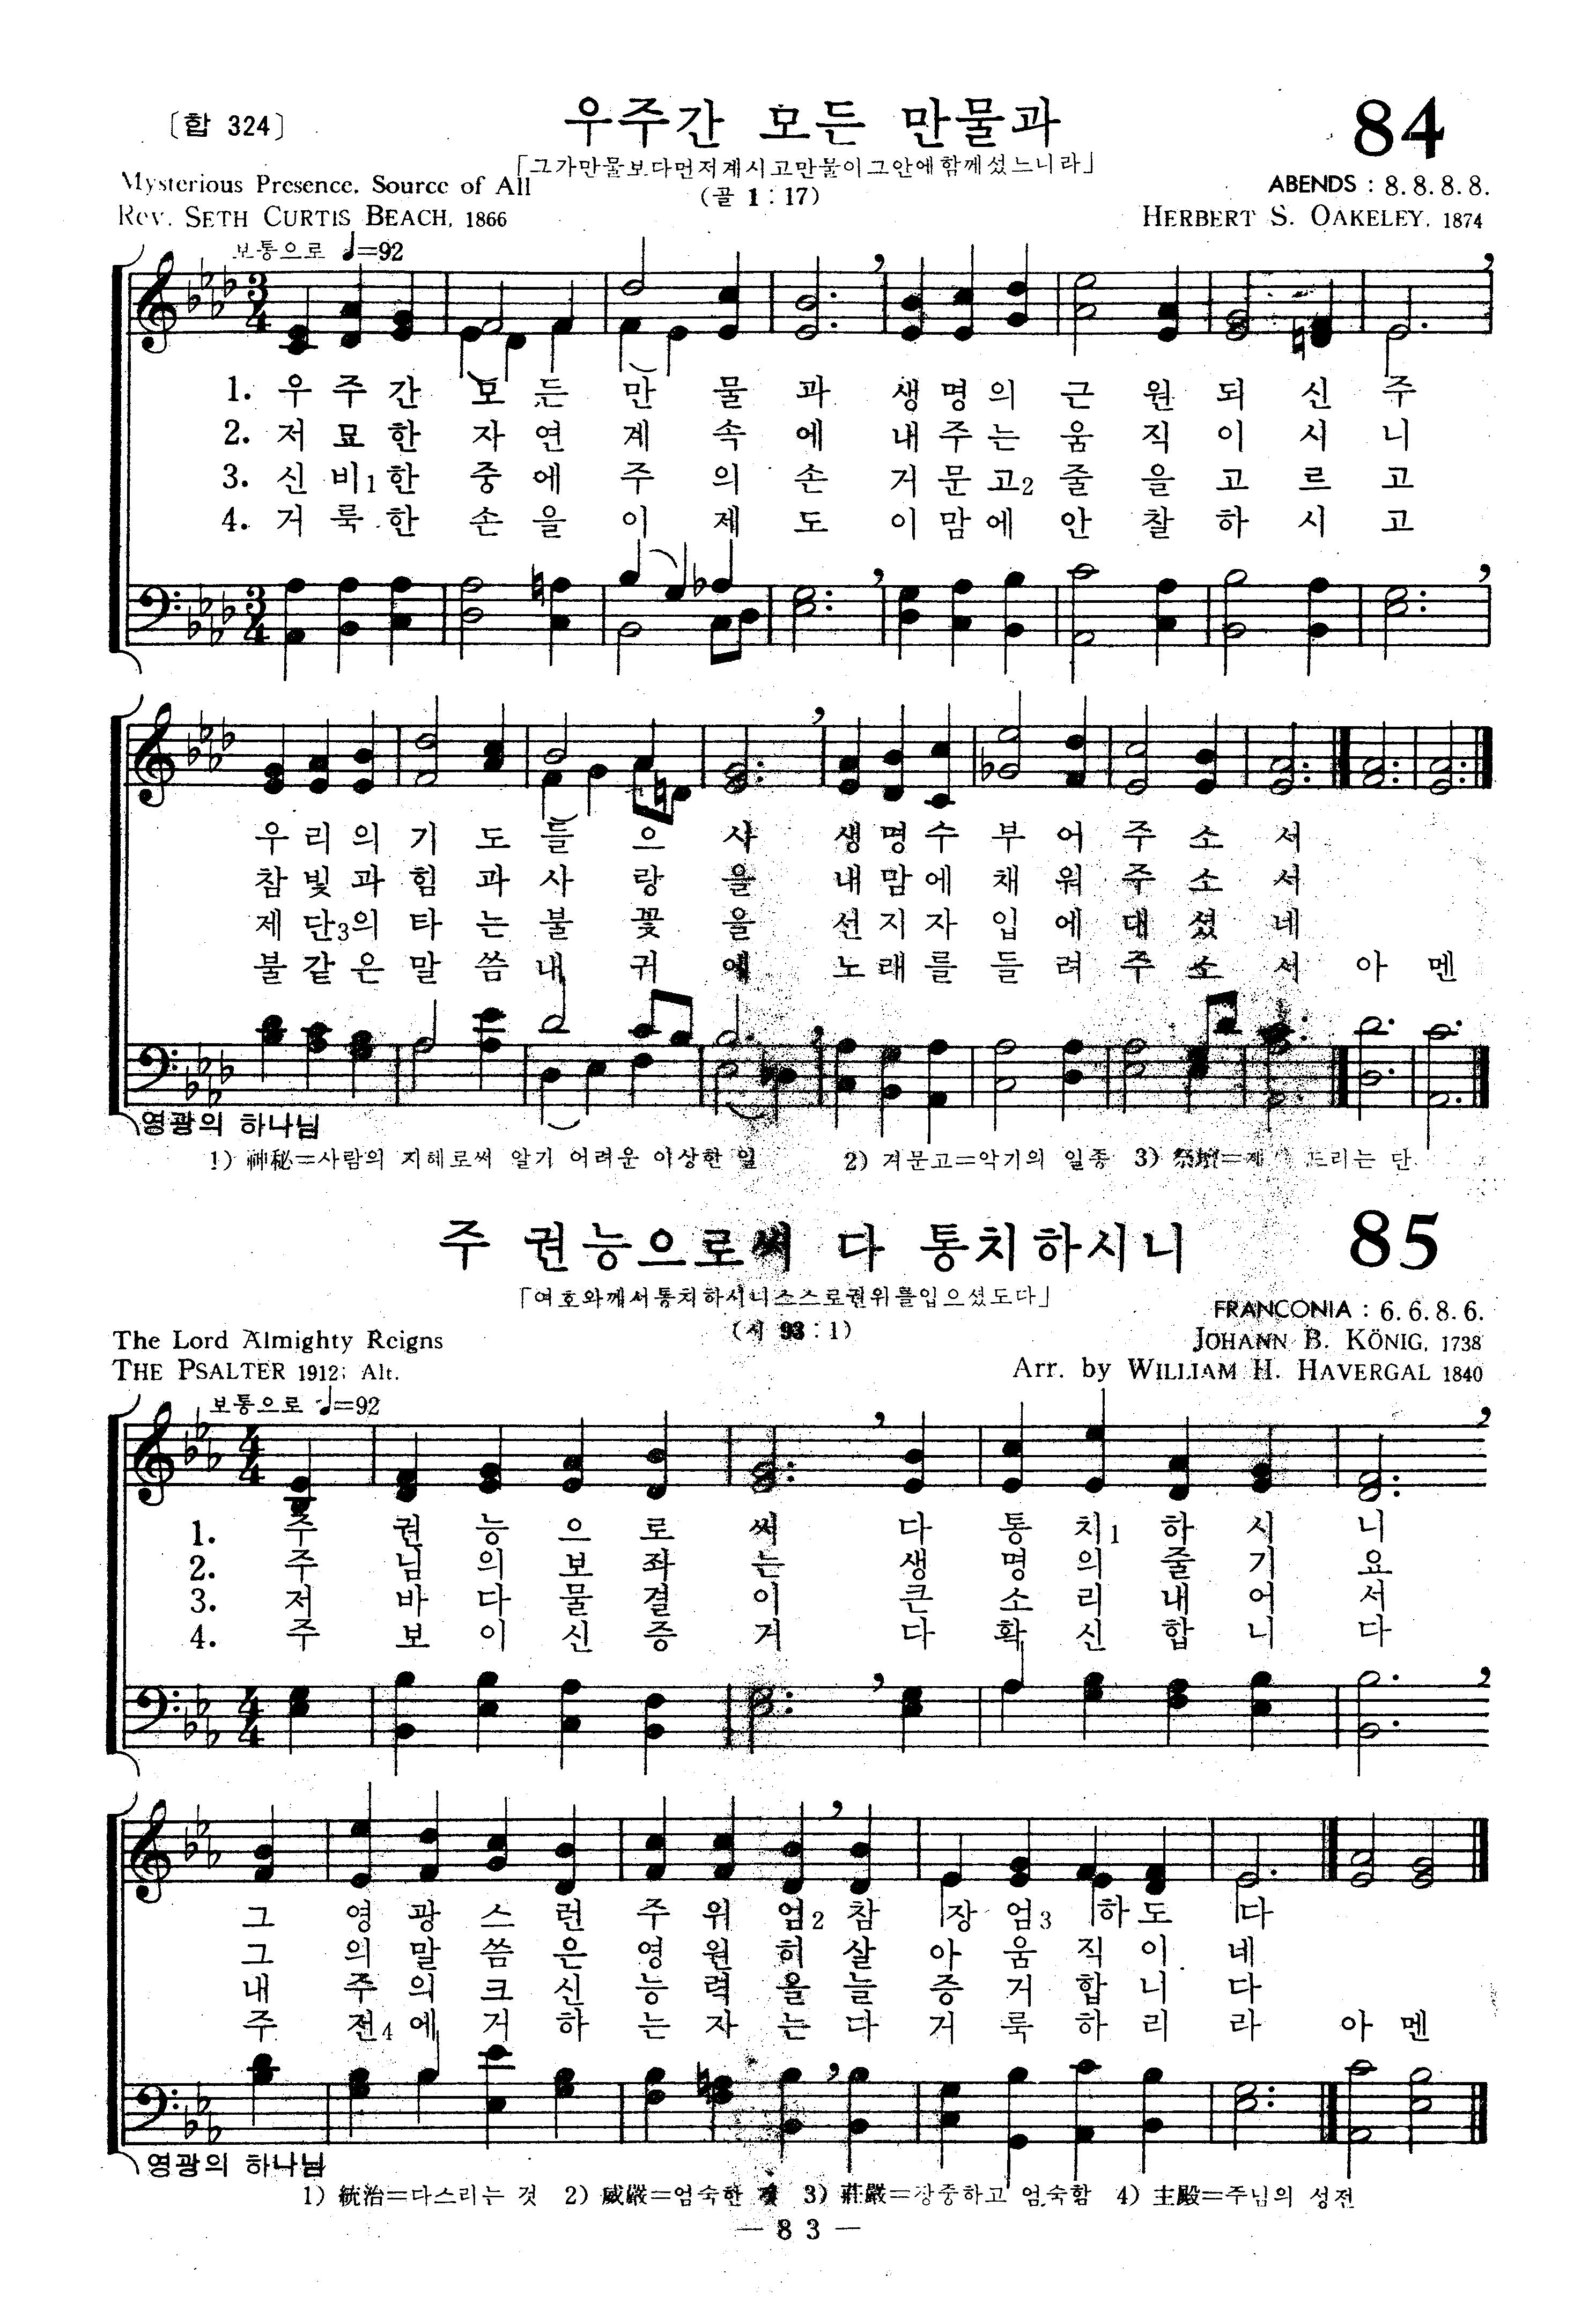 〔합 324〕
우주간 모든 만물과
84
「그가만물보다먼저계시고만물이그안에함께섰느니라」
(골 1 : 17)
Mysterious Presence, Source of All
Rev. SETH CURTIS BEACH, 1866
ABENDS : 8. 8. 8. 8.
HERBERT S. OAKELEY, 1874
보통으로 ♩=92
1. 우 주 간 모 든 만 물 과 생 명 의 근 원 되 신 주
2. 저 묘 한 자 연 계 속 에 내 주 는 움 직 이 시 니
3. 신 비1 한 중 에 주 의 손 거 문 고2 줄 을 고 르 고
4. 거 룩 한 손 을 이 제 도 이 맘 에 안 찰 하 시 고
우 리 의 기 도 들 으 사 생 명 수 부 어 주 소 서
참 빛 과 힘 과 사 랑 을 내 맘 에 채 워 주 소 서
제 단3 의 타 는 불 꽃 을 선 지 자 입 에 대 셨 네
불 같 은 말 씀 내 귀 에 노 래 를 들 려 주 소 서 아 멘
영광의 하나님
1) 神秘=사람의 지혜로써 알기 어려운 이상한 일 2) 거문고=악기의 일종 3) 祭壇=제 드리는 단
주 권능으로써 다 통치하시니
85
「여호와께서통치하시니스스로권위를입으셨도다」
(시 93 : 1)
The Lord Almighty Reigns
THE PSALTER 1912; Alt.
FRANCONIA : 6. 6. 8. 6.
JOHANN B. KÖNIG, 1738
Arr. by WILLIAM H. HAVERGAL 1840
보통으로 ♩=92
1. 주 권 능 으 로 써 다 통 치1 하 시 니
2. 주 님 의 보 좌 는 생 명 의 줄 기 요
3. 저 바 다 물 결 이 큰 소 리 내 어 서
4. 주 보 이 신 증 거 다 확 신 합 니 다
그 영 광 스 런 주 위 엄2 참 장 엄3 하 도 다
그 의 말 씀 은 영 원 히 살 아 움 직 이 네
내 주 의 크 신 능 력 을 늘 증 거 합 니 다
주 전4 에 거 하 는 자 는 다 거 룩 하 리 라 아 멘
영광의 하나님
1) 統治=다스리는 것 2) 威嚴=엄숙한 3) 莊嚴=장중하고 엄숙함 4) 主殿=주님의 성전
— 8 3 —